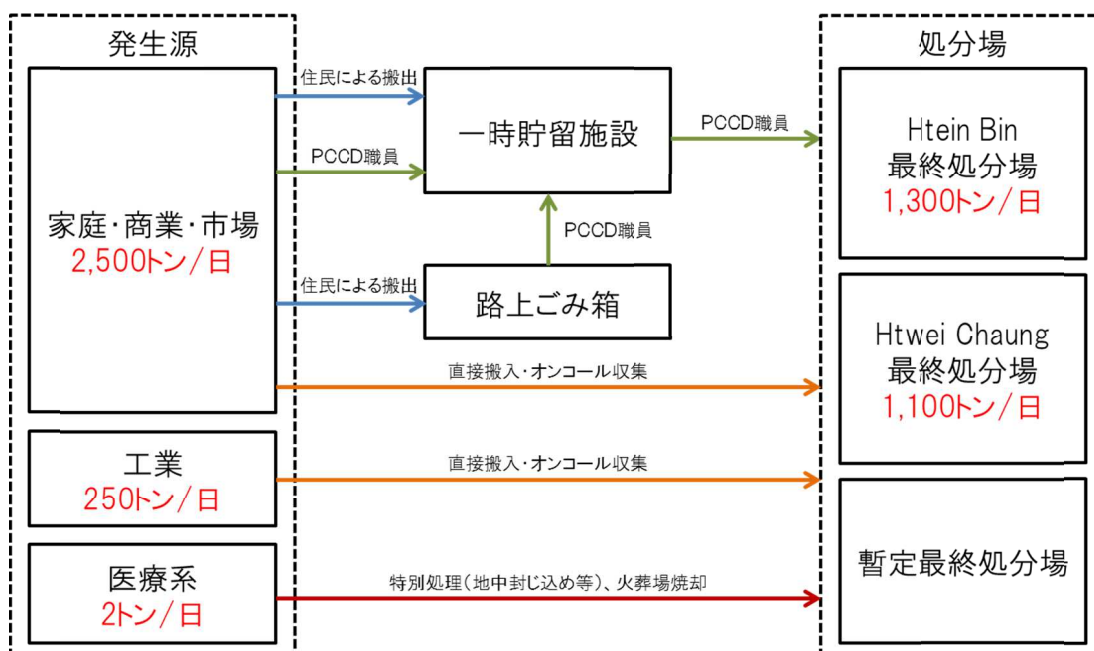 発生源
家庭・商業・市場
2,500トン/日
工業
250トン/日
医療系
2トン/日
住民による搬出
PCCD職員
住民による搬出
一時貯留施設
PCCD職員
路上ごみ箱
PCCD職員
直接搬入・オンコール収集
直接搬入・オンコール収集
特別処理(地中封じ込め等)、火葬場焼却
処分場
Htein Bin
最終処分場
1,300トン/日
Htwei Chaung
最終処分場
1,100トン/日
暫定最終処分場